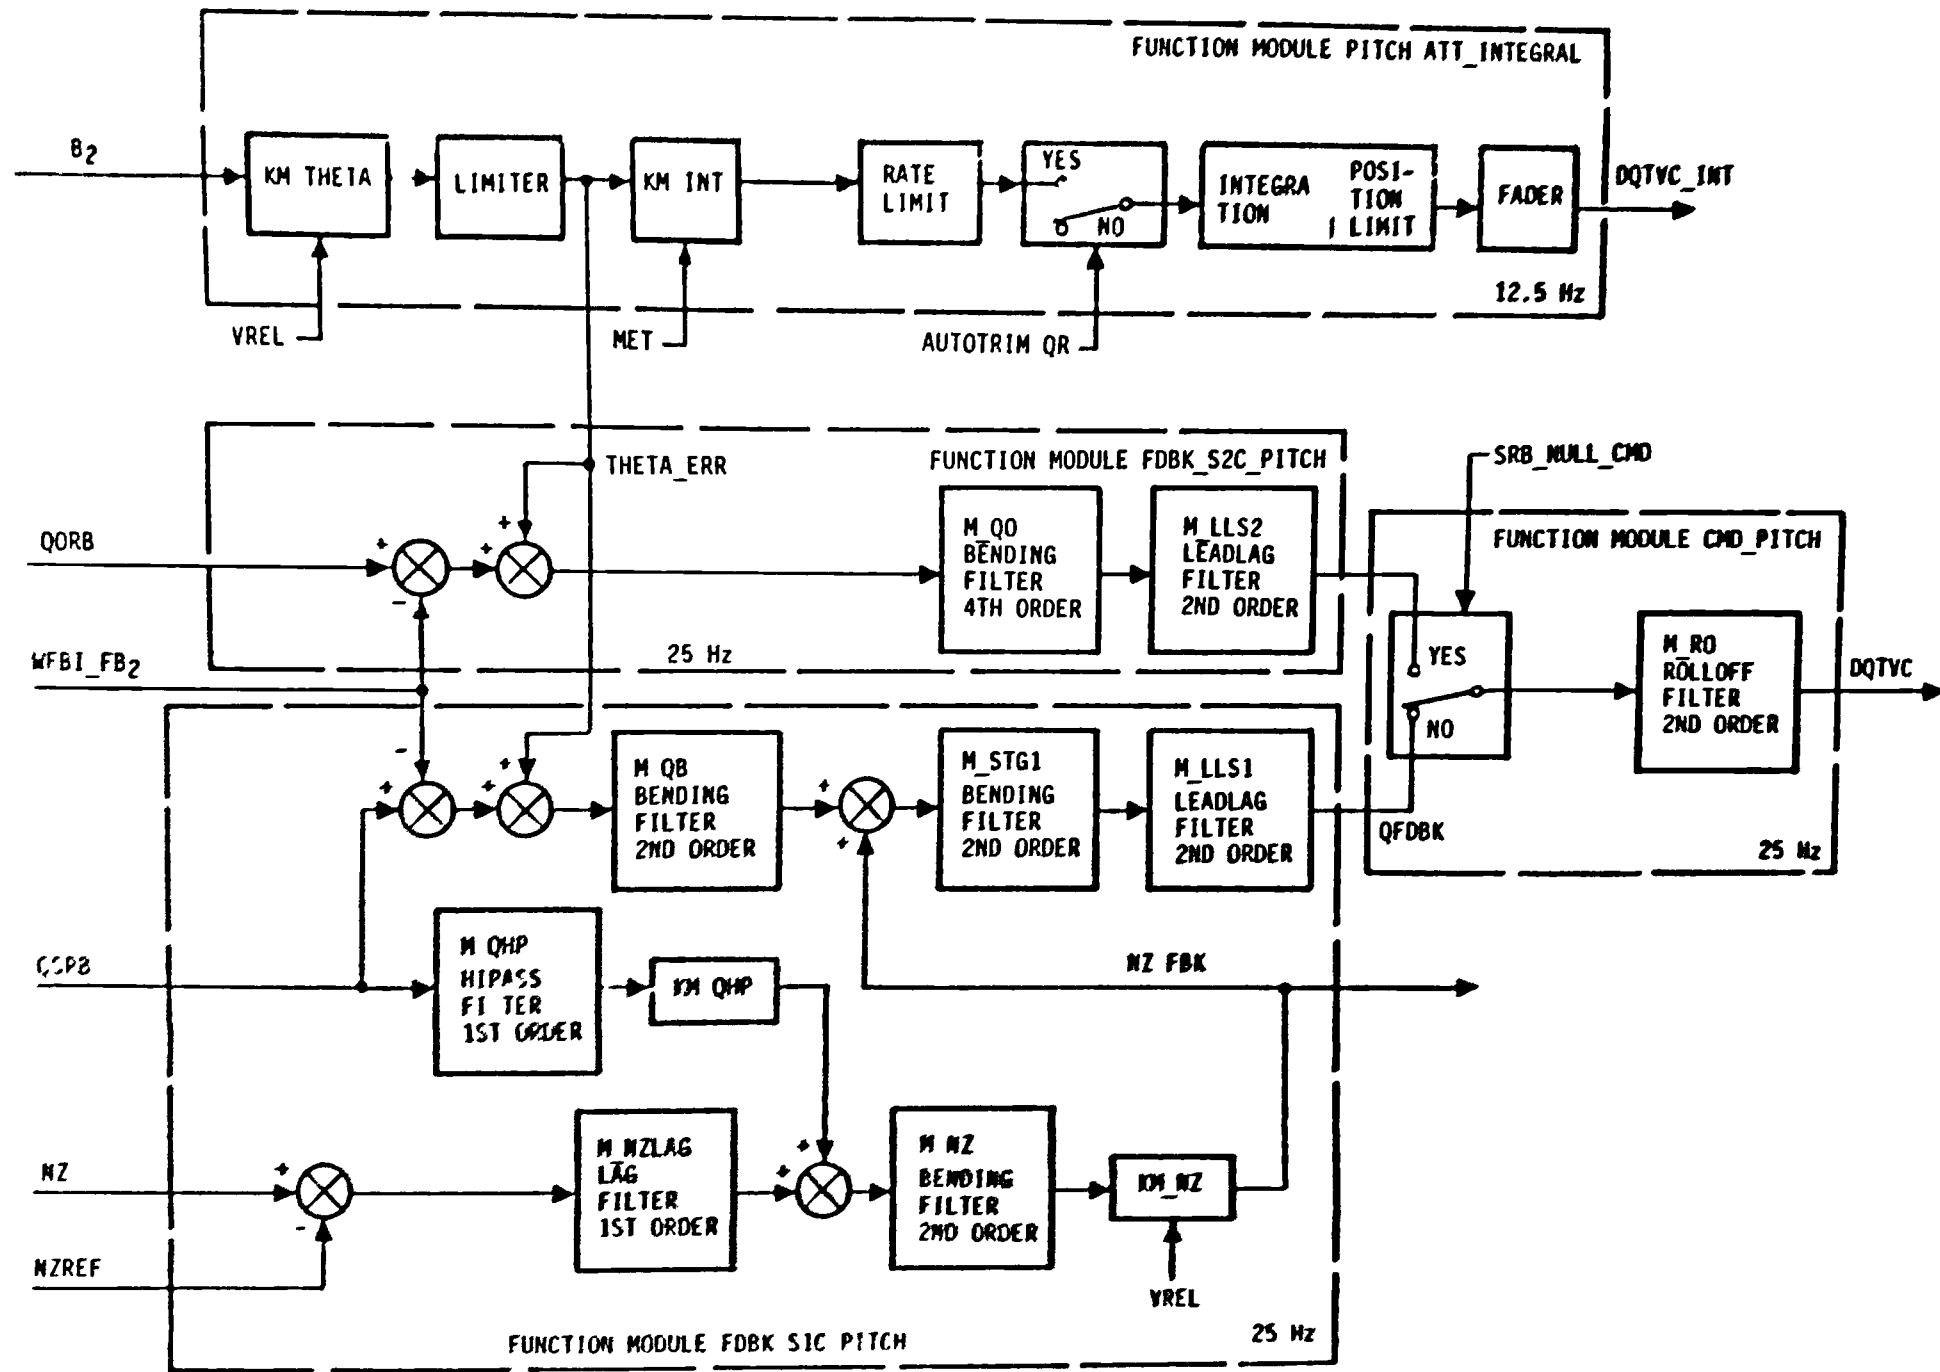 FUNCTION MODULE PITCH ATT_INTEGRAL
B2
KM THETA
LIMITER
KM INT
RATE
LIMIT
YES
NO
INTEGRA
TION
POSI-
TION
LIMIT
FADER
DQTVC_INT
12.5 Hz
VREL
MET
AUTOTRIM QR
THETA_ERR
FUNCTION MODULE FDBK_S2C_PITCH
SRB_NULL_CMD
QORB
+
-
+
+
M_QO
BENDING
FILTER
4TH ORDER
M_LLS2
LEADLAG
FILTER
2ND ORDER
FUNCTION MODULE CMD_PITCH
25 Hz
WFBI_FB2
YES
NO
M_RO
ROLLOFF
FILTER
2ND ORDER
DQTVC
-
+
+
+
M QB
BENDING
FILTER
2ND ORDER
+
+
M_STG1
BENDING
FILTER
2ND ORDER
M_LLS1
LEADLAG
FILTER
2ND ORDER
QFDBK
25 Hz
M QHP
HIPASS
FI TER
1ST ORDER
KM QHP
NZ FBK
NZ
+
-
M NZLAG
LAG
FILTER
1ST ORDER
+
+
M NZ
BENDING
FILTER
2ND ORDER
KM_NZ
NZREF
VREL
FUNCTION MODULE FDBK S1C PITCH
25 Hz